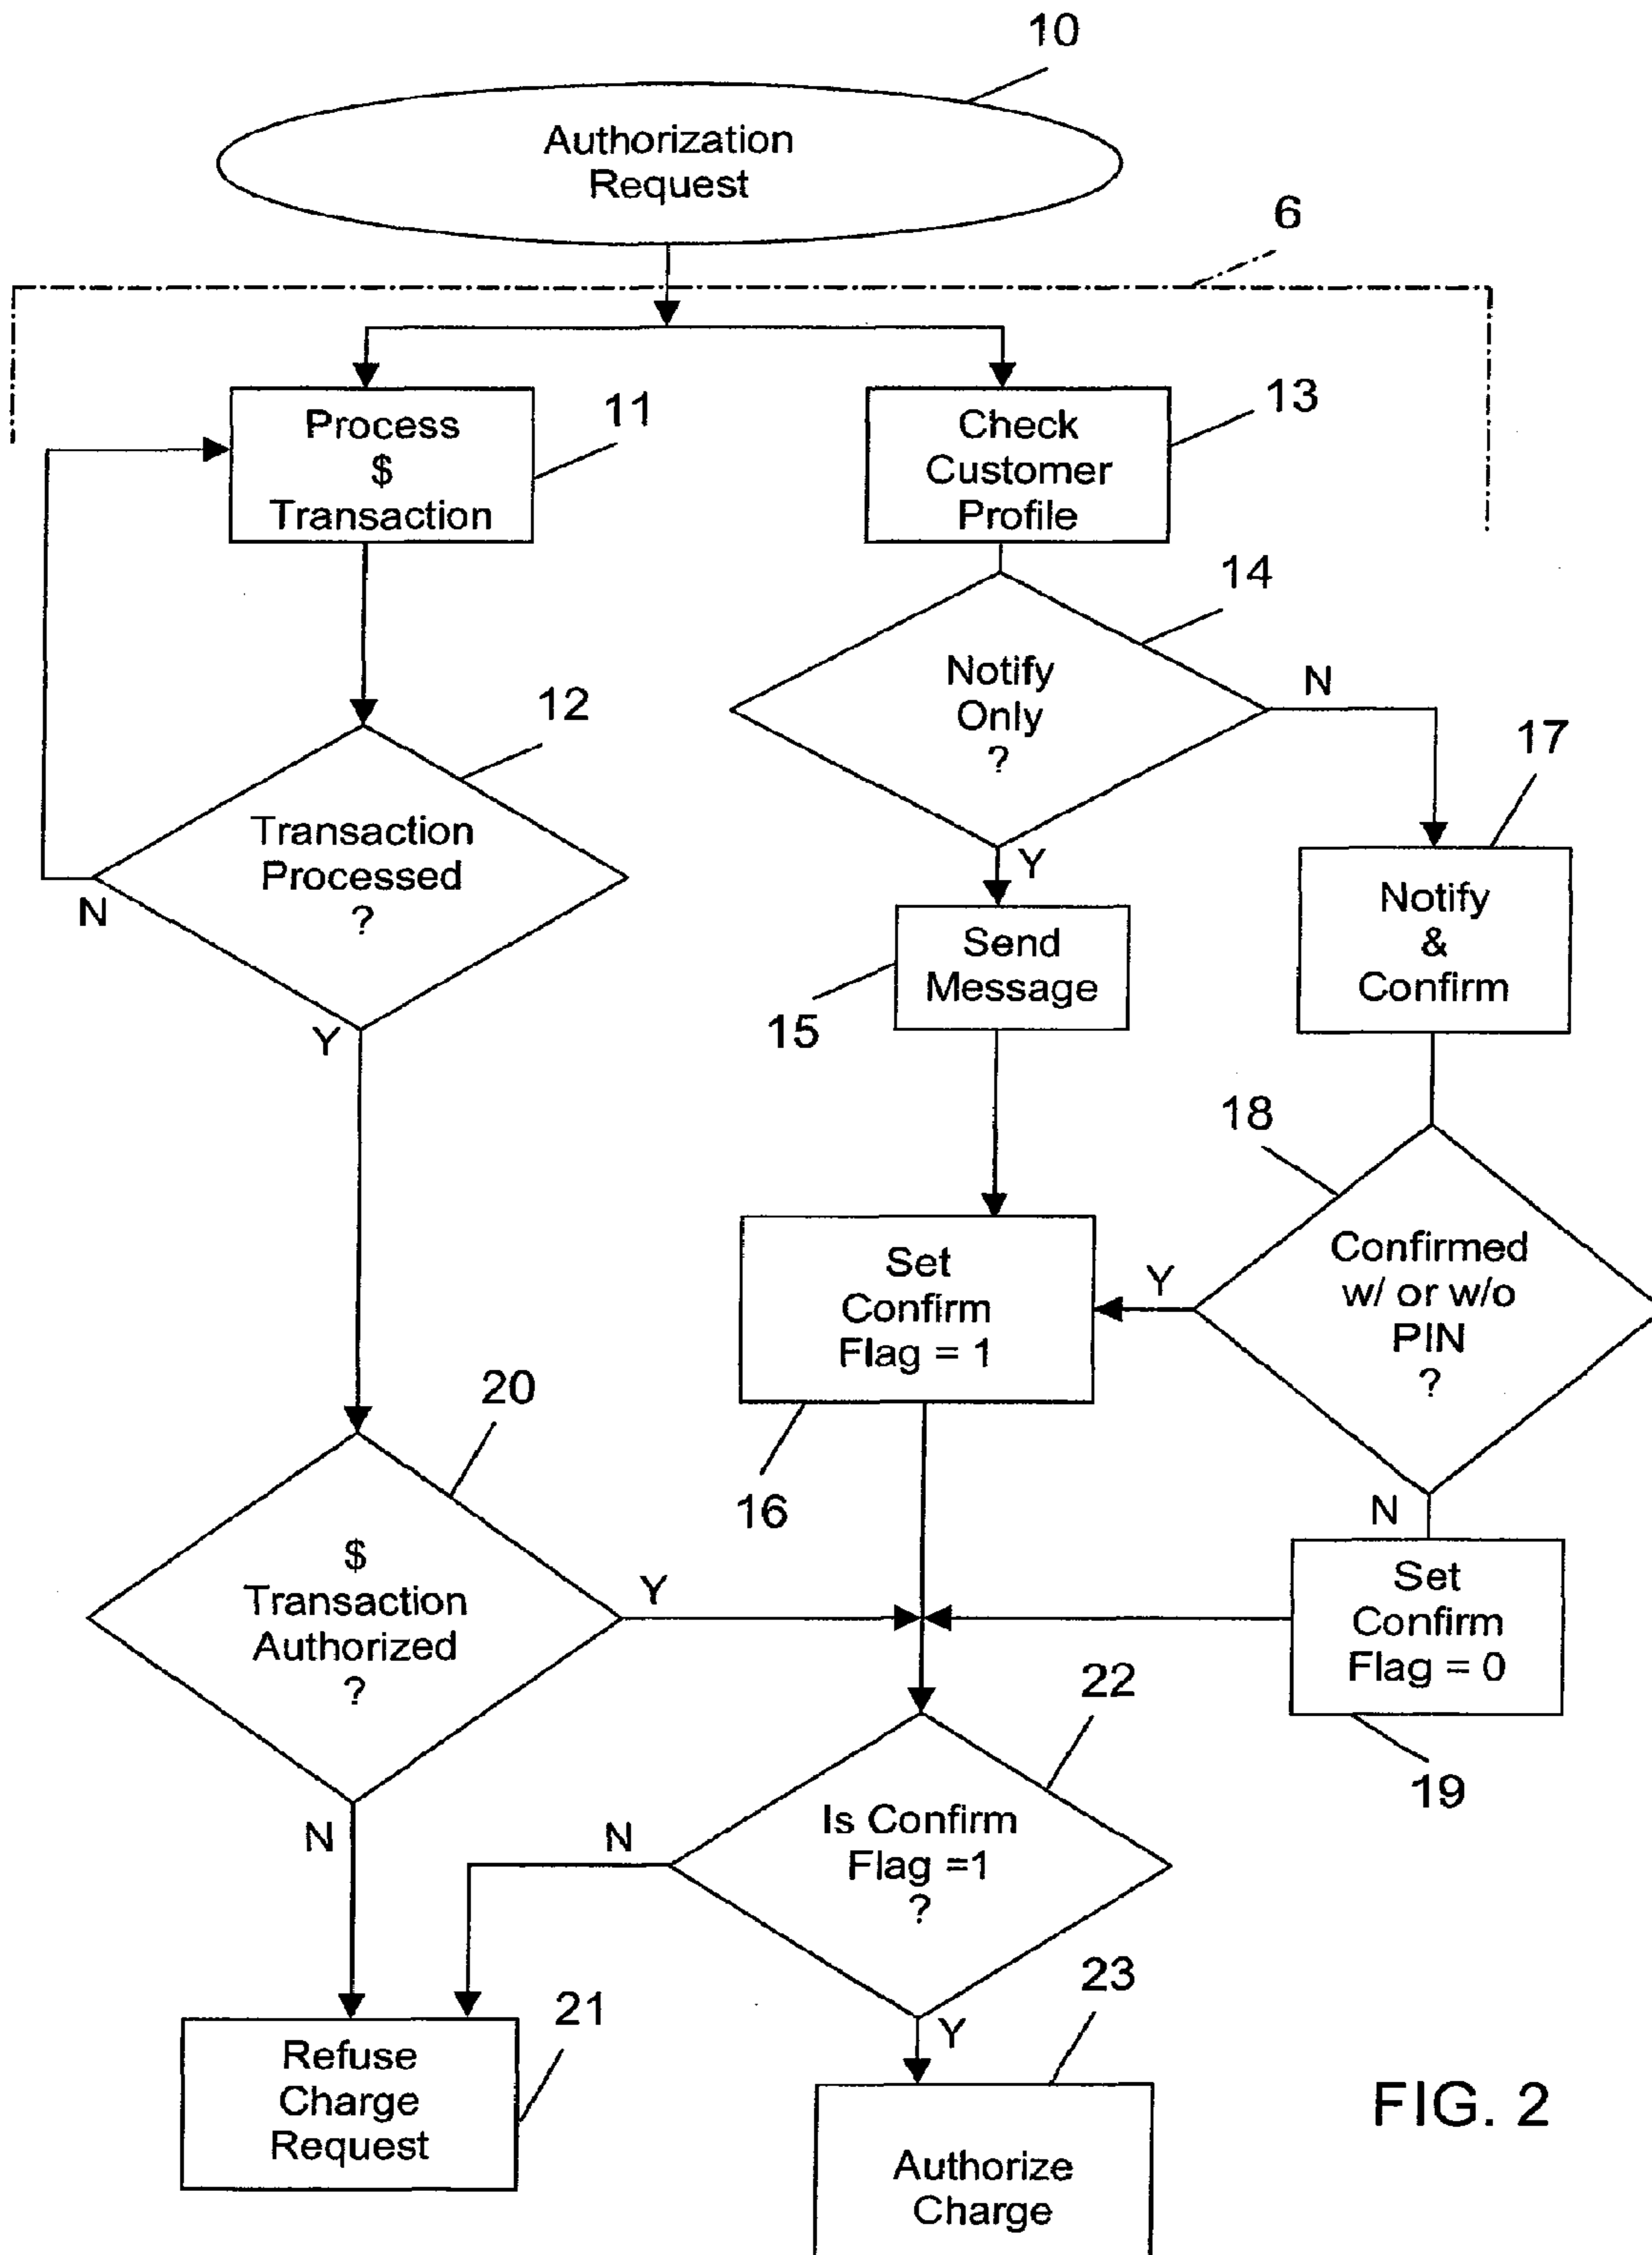 10
Authorization
Request
6
Process
$
Transaction
11
Check
Customer
Profile
13
14
Notify
Only
?
N
Y
12
Transaction
Processed
?
N
Y
17
Notify
&
Confirm
Send
Message
15
18
Confirmed
w/ or w/o
PIN
?
Y
N
Set
Confirm
Flag = 1
16
20
$
Transaction
Authorized
?
Y
N
Set
Confirm
Flag = 0
19
22
Is Confirm
Flag =1
?
N
Y
21
Refuse
Charge
Request
23
Authorize
Charge
FIG. 2